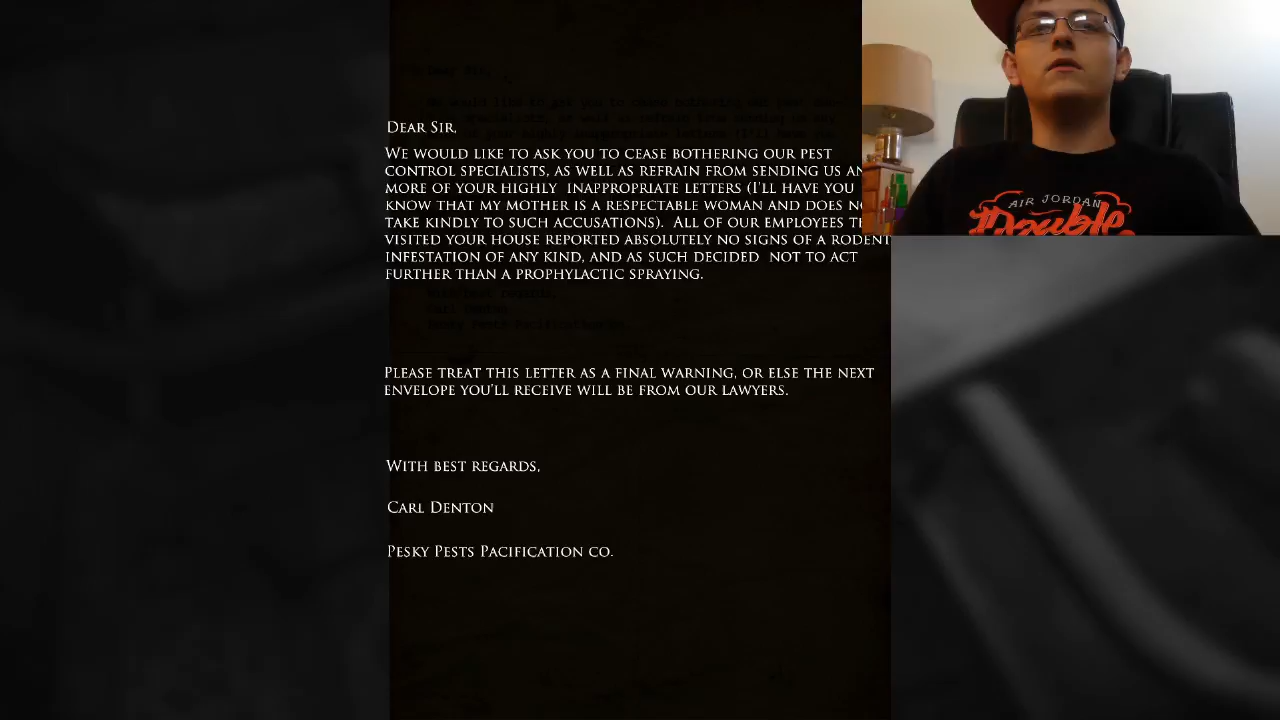 DEAR SIR,
WE WOULD LIKE TO ASK YOU TO CEASE BOTHERING OUR PEST
CONTROL SPECIALISTS, AS WELL AS REFRAIN FROM SENDING US AN
MORE OF YOUR HIGHLY INAPPROPRIATE LETTERS (I'LL HAVE YOU
KNOW THAT MY MOTHER IS A RESPECTABLE WOMAN AND DOES NO
TAKE KINDLY TO SUCH ACCUSATIONS). ALL OF OUR EMPLOYEES TH
VISITED YOUR HOUSE REPORTED ABSOLUTELY NO SIGNS OF A RODENT
INFESTATION OF ANY KIND, AND AS SUCH DECIDED NOT TO ACT
FURTHER THAN A PROPHYLACTIC SPRAYING.
PLEASE TREAT THIS LETTER AS A FINAL WARNING, OR ELSE THE NEXT
ENVELOPE YOU'LL RECEIVE WILL BE FROM OUR LAWYERS.
WITH BEST REGARDS,
CARL DENTON
PESKY PESTS PACIFICATION CO.
AIR JORDAN
Double